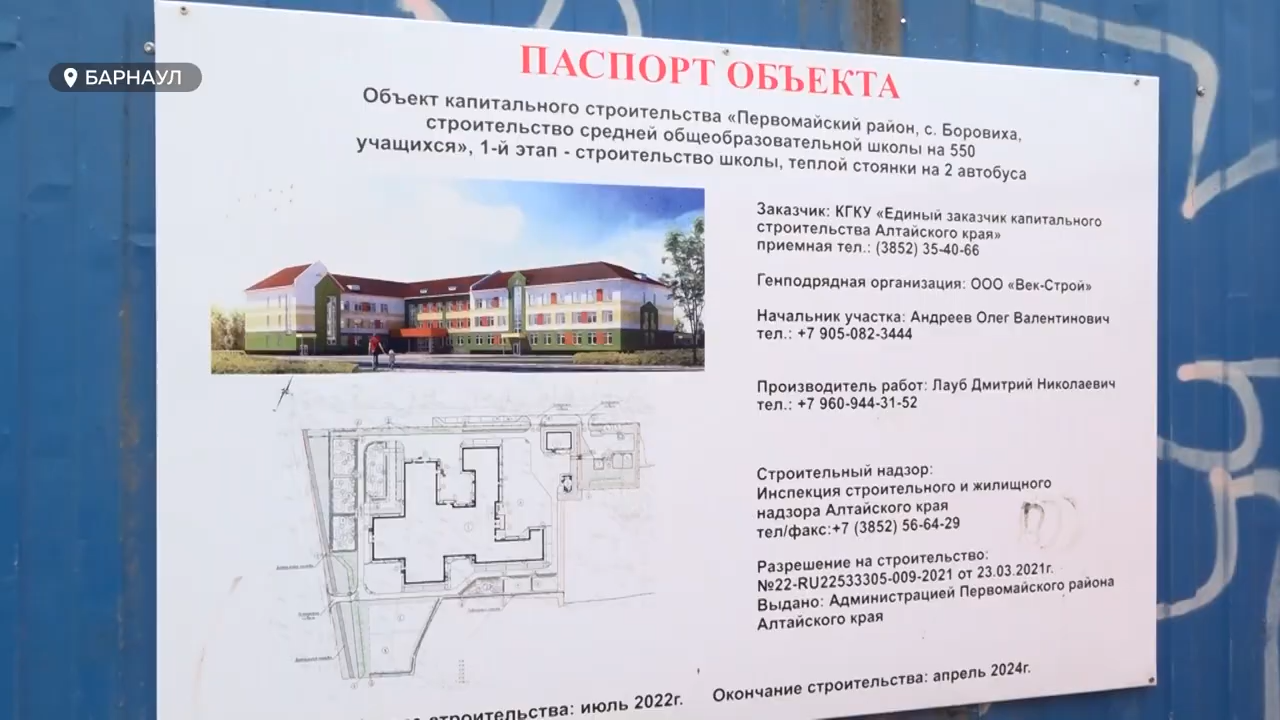 БАРНАУЛ
ПАСПОРТ ОБЪЕКТА
Объект капитального строительства «Первомайский район, с. Боровиха,
строительство средней общеобразовательной школы на 550
учащихся», 1-й этап - строительство школы, теплой стоянки на 2 автобуса
Заказчик: КГКУ «Единый заказчик капитального
строительства Алтайского края»
приемная тел.: (3852) 35-40-66
Генподрядная организация: ООО «Век-Строй»
Начальник участка: Андреев Олег Валентинович
тел.: +7 905-082-3444
Производитель работ: Лауб Дмитрий Николаевич
тел.: +7 960-944-31-52
Строительный надзор:
Инспекция строительного и жилищного
надзора Алтайского края
тел/факс:+7 (3852) 56-64-29
Разрешение на строительство:
№22-RU22533305-009-2021 от 23.03.2021г.
Выдано: Администрацией Первомайского района
Алтайского края
строительства: июль 2022г.
Окончание строительства: апрель 2024г.